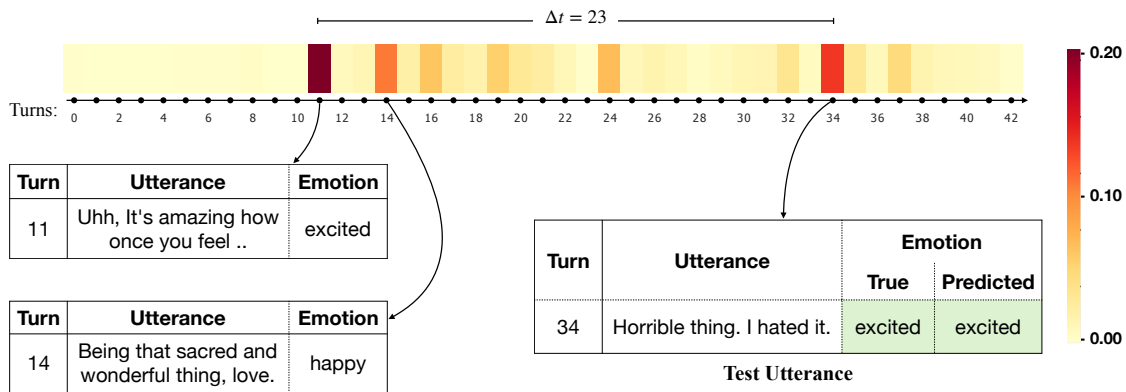 Δt = 23
0.20
0.10
0.00
Turns:
0 2 4 6 8 10 12 14 16 18 20 22 24 26 28 30 32 34 36 38 40 42
Turn Utterance Emotion
11 Uhh, It's amazing how
once you feel .. excited
Turn Utterance Emotion
14 Being that sacred and
wonderful thing, love. happy
Turn Utterance Emotion
True Predicted
34 Horrible thing. I hated it. excited excited
Test Utterance